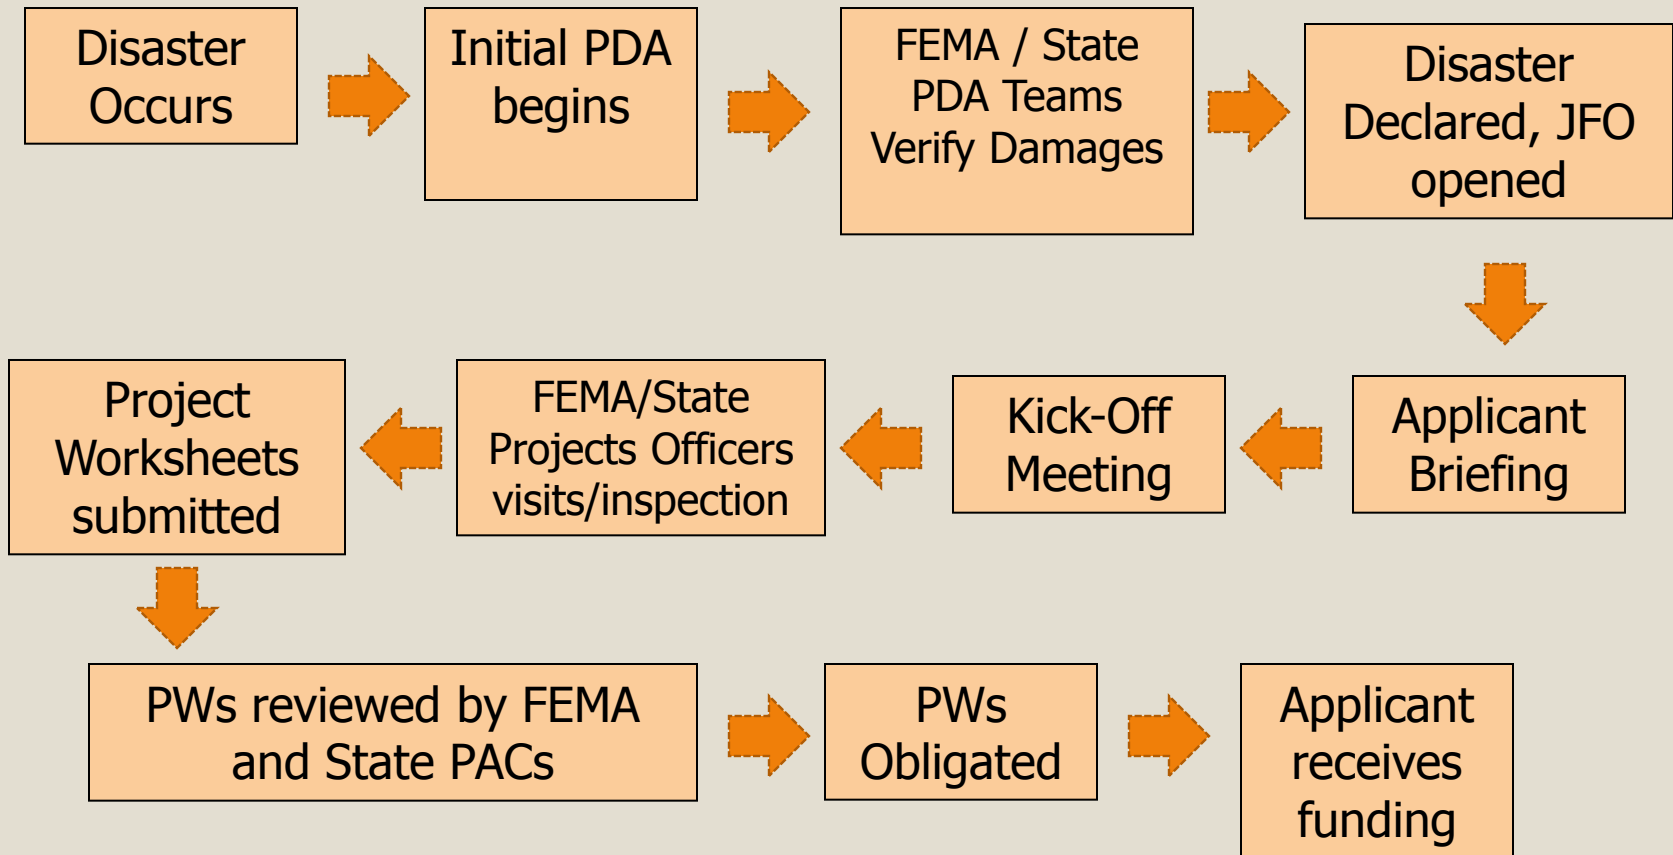 Disaster
Occurs
Initial PDA
begins
FEMA / State
PDA Teams
Verify Damages
Disaster
Declared, JFO
opened
Applicant
Briefing
Kick-Off
Meeting
FEMA/State
Projects Officers
visits/inspection
Project
Worksheets
submitted
PWs reviewed by FEMA
and State PACs
PWs
Obligated
Applicant
receives
funding